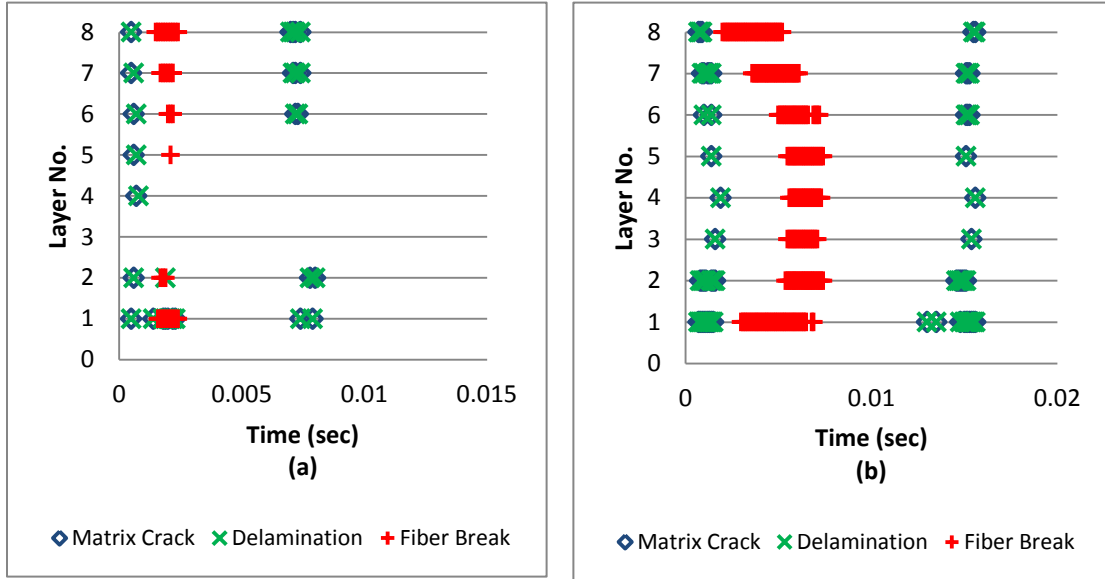 8
7
6
5
4
3
2
1
0
Layer No.
0 0.005 0.01 0.015
Time (sec)
(a)
Matrix Crack Delamination Fiber Break
8
7
6
5
4
3
2
1
0
Layer No.
0 0.01 0.02
Time (sec)
(b)
Matrix Crack Delamination Fiber Break